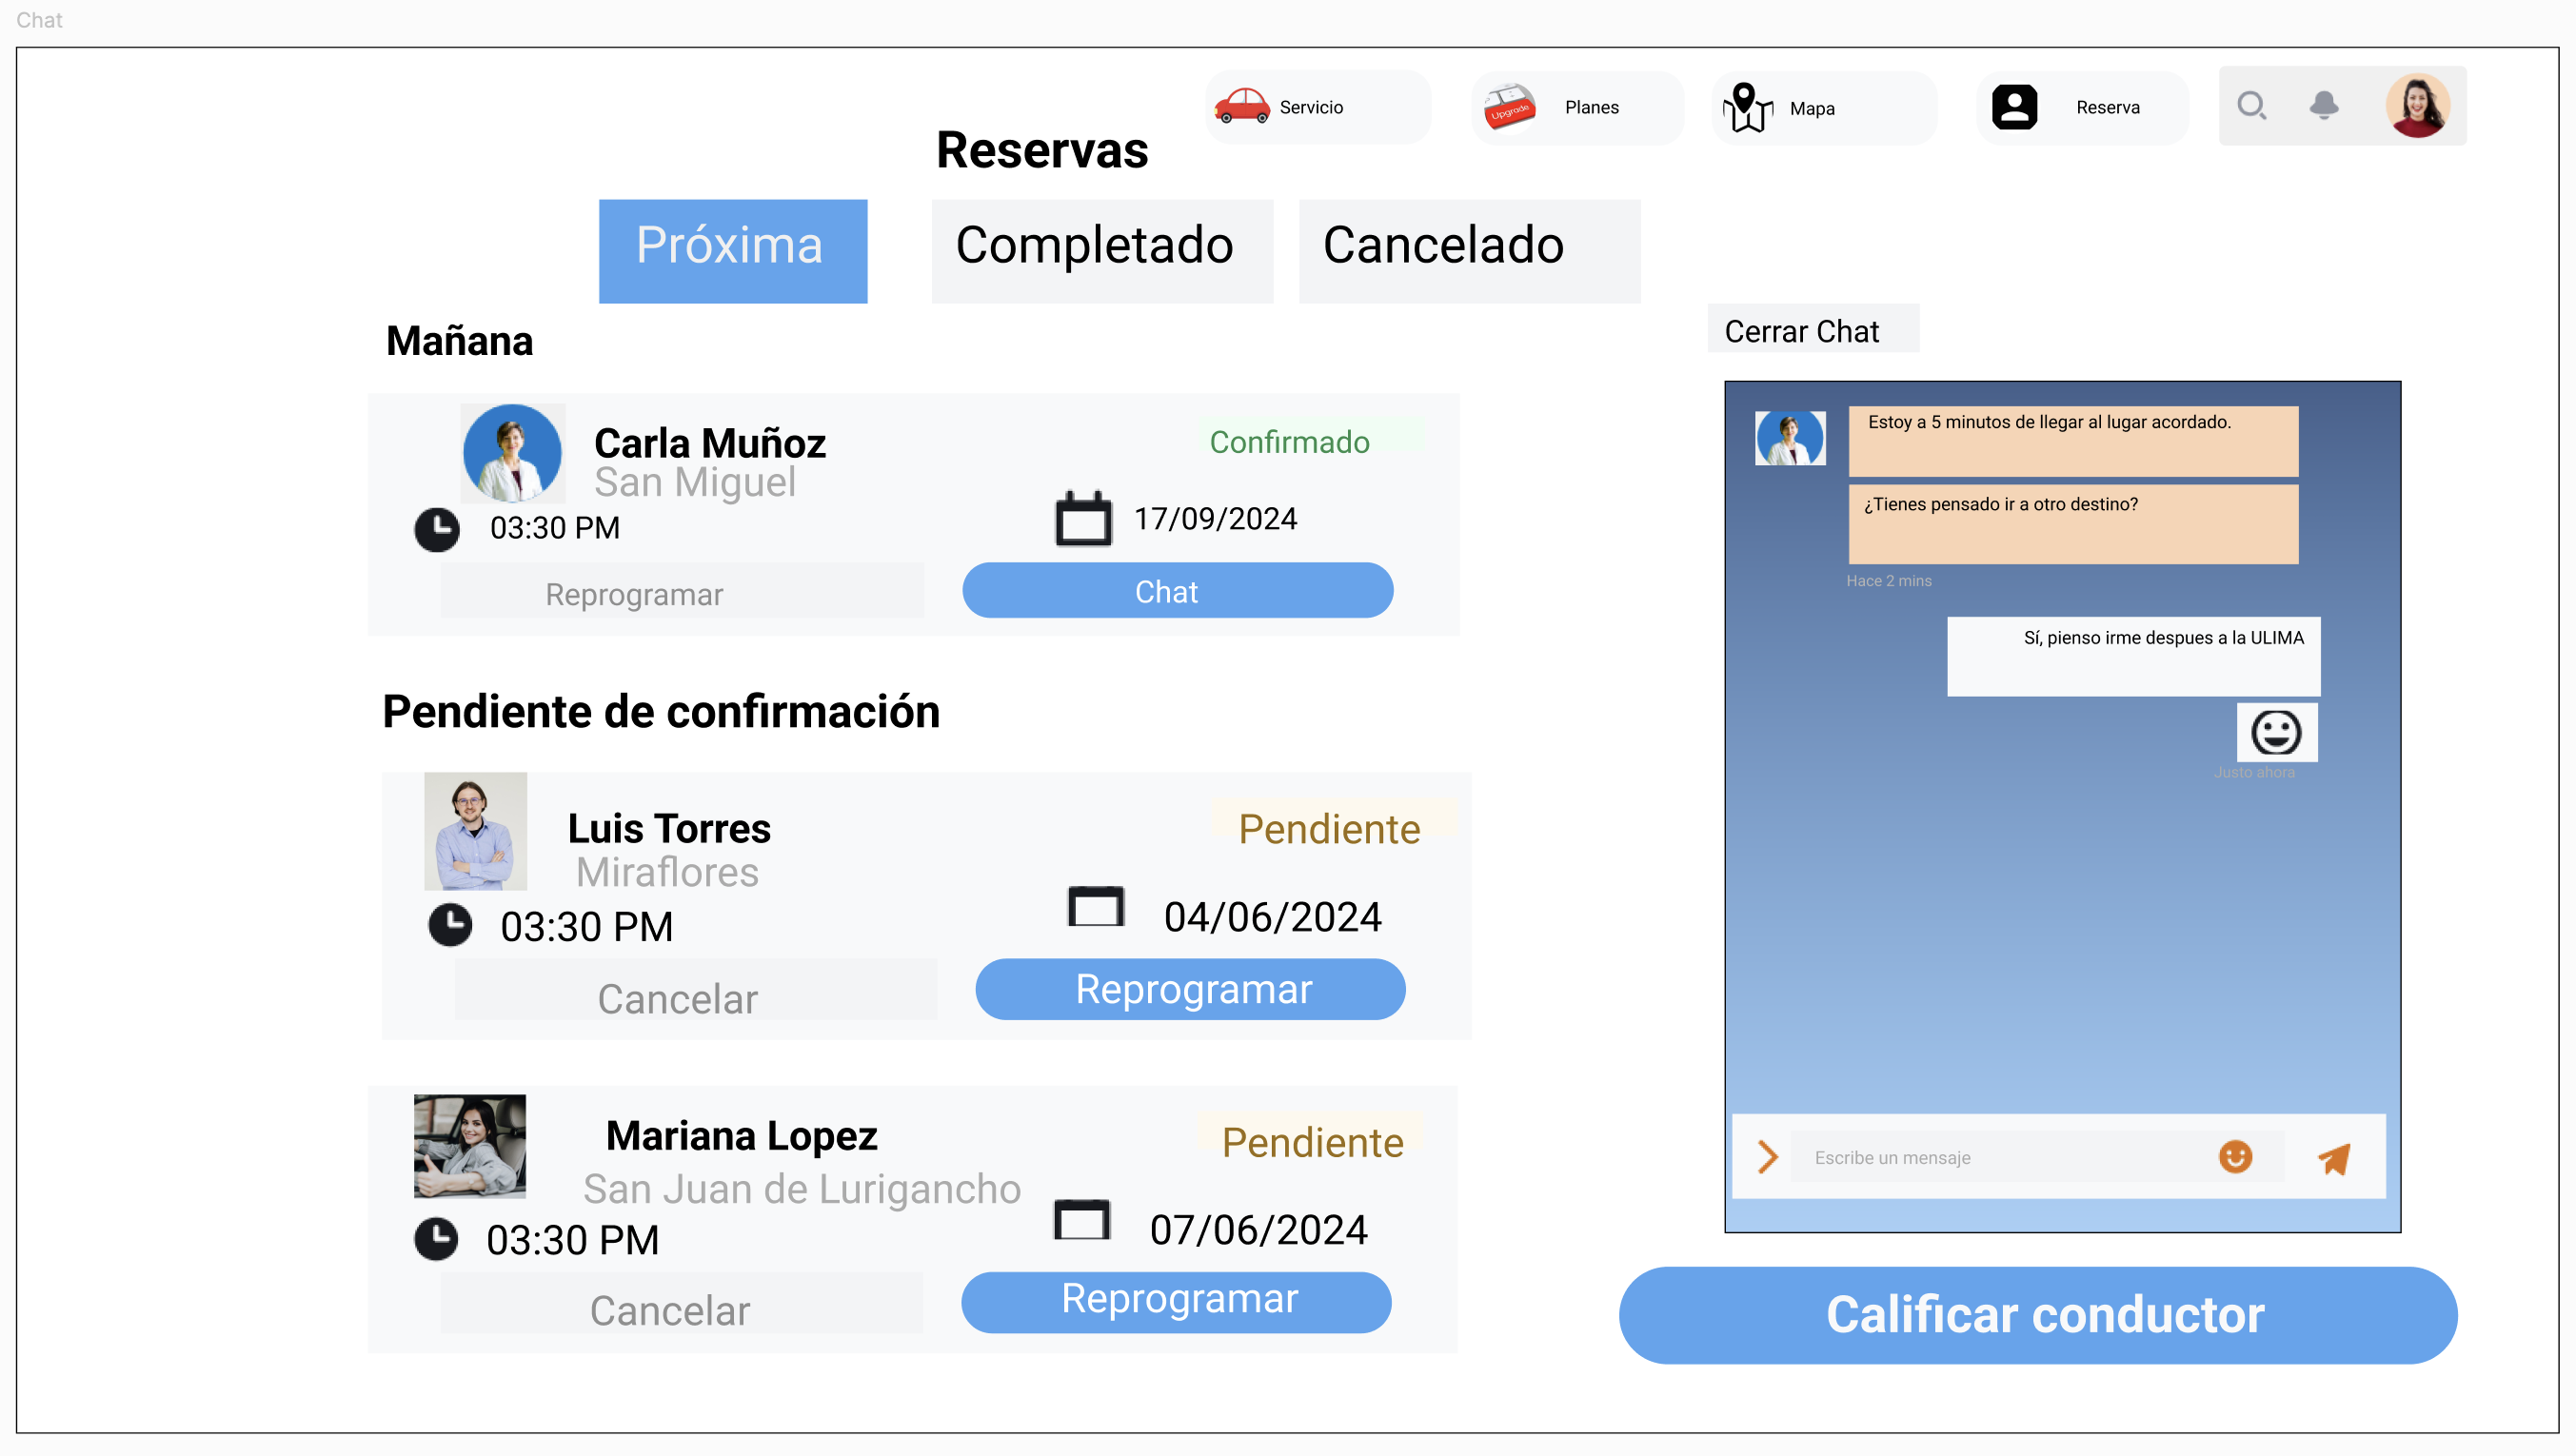 Chat
Servicio
Upgrade
Planes
Mapa
Reserva
Reservas
Próxima
Completado
Cancelado
Mañana
Carla Muñoz
San Miguel
Confirmado
03:30 PM
17/09/2024
Reprogramar
Chat
Pendiente de confirmación
Luis Torres
Miraflores
Pendiente
03:30 PM
04/06/2024
Cancelar
Reprogramar
Mariana Lopez
San Juan de Lurigancho
Pendiente
03:30 PM
07/06/2024
Cancelar
Reprogramar
Cerrar Chat
Estoy a 5 minutos de llegar al lugar acordado.
¿Tienes pensado ir a otro destino?
Hace 2 mins
Sí, pienso irme despues a la ULIMA
Justo ahora
Escribe un mensaje
Calificar conductor